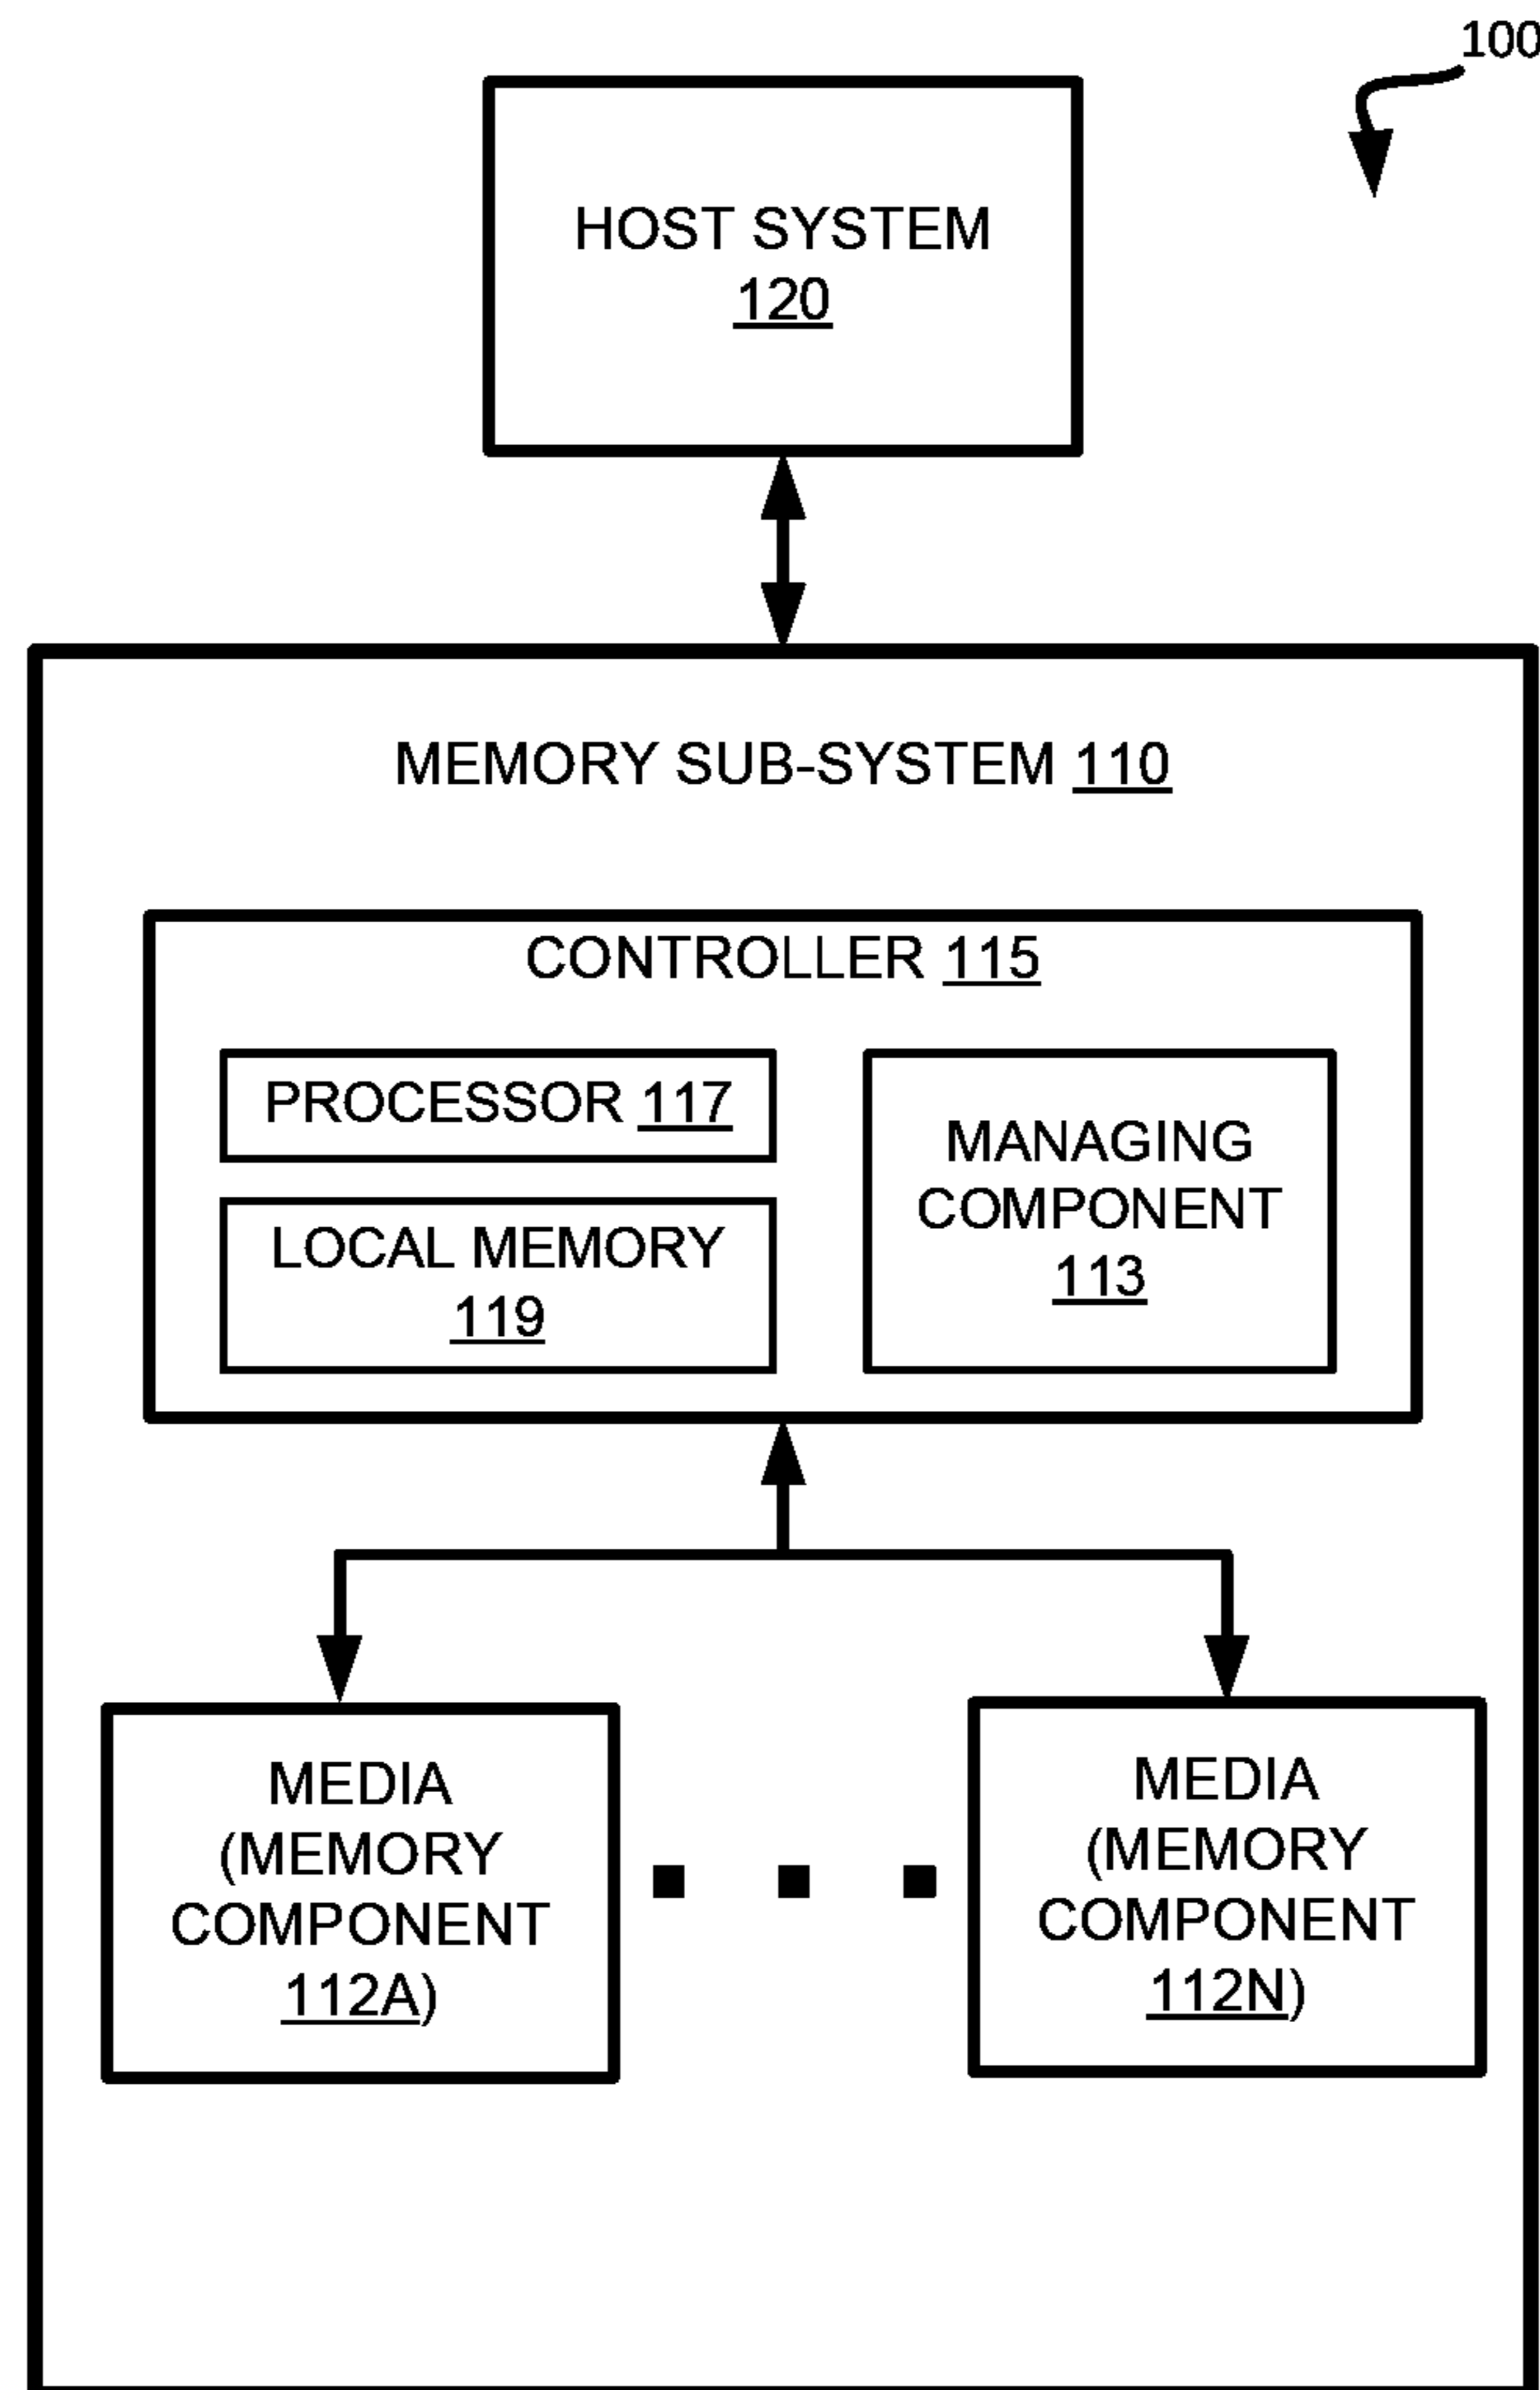 100
HOST SYSTEM
120
MEMORY SUB-SYSTEM 110
CONTROLLER 115
PROCESSOR 117
LOCAL MEMORY
119
MANAGING
COMPONENT
113
MEDIA
(MEMORY
COMPONENT
112A)
MEDIA
(MEMORY
COMPONENT
112N)